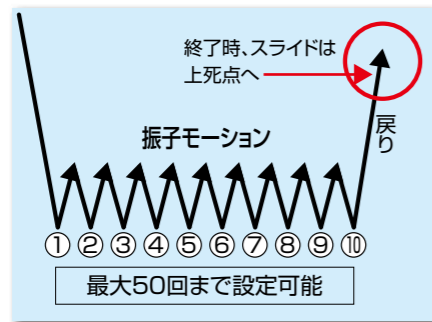 終了時、スライドは
上死点へ
戻り
振子モーション
①②③④⑤⑥⑦⑧⑨⑩
最大50回まで設定可能